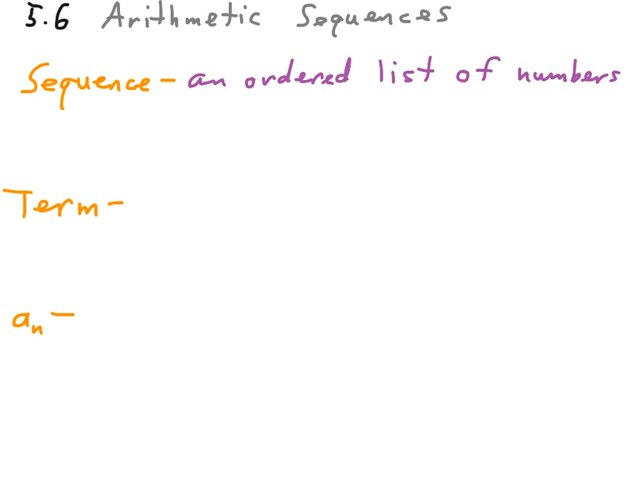 5.6 Arithmetic Sequences
Sequence - an ordered list of numbers
Term -
aₙ -